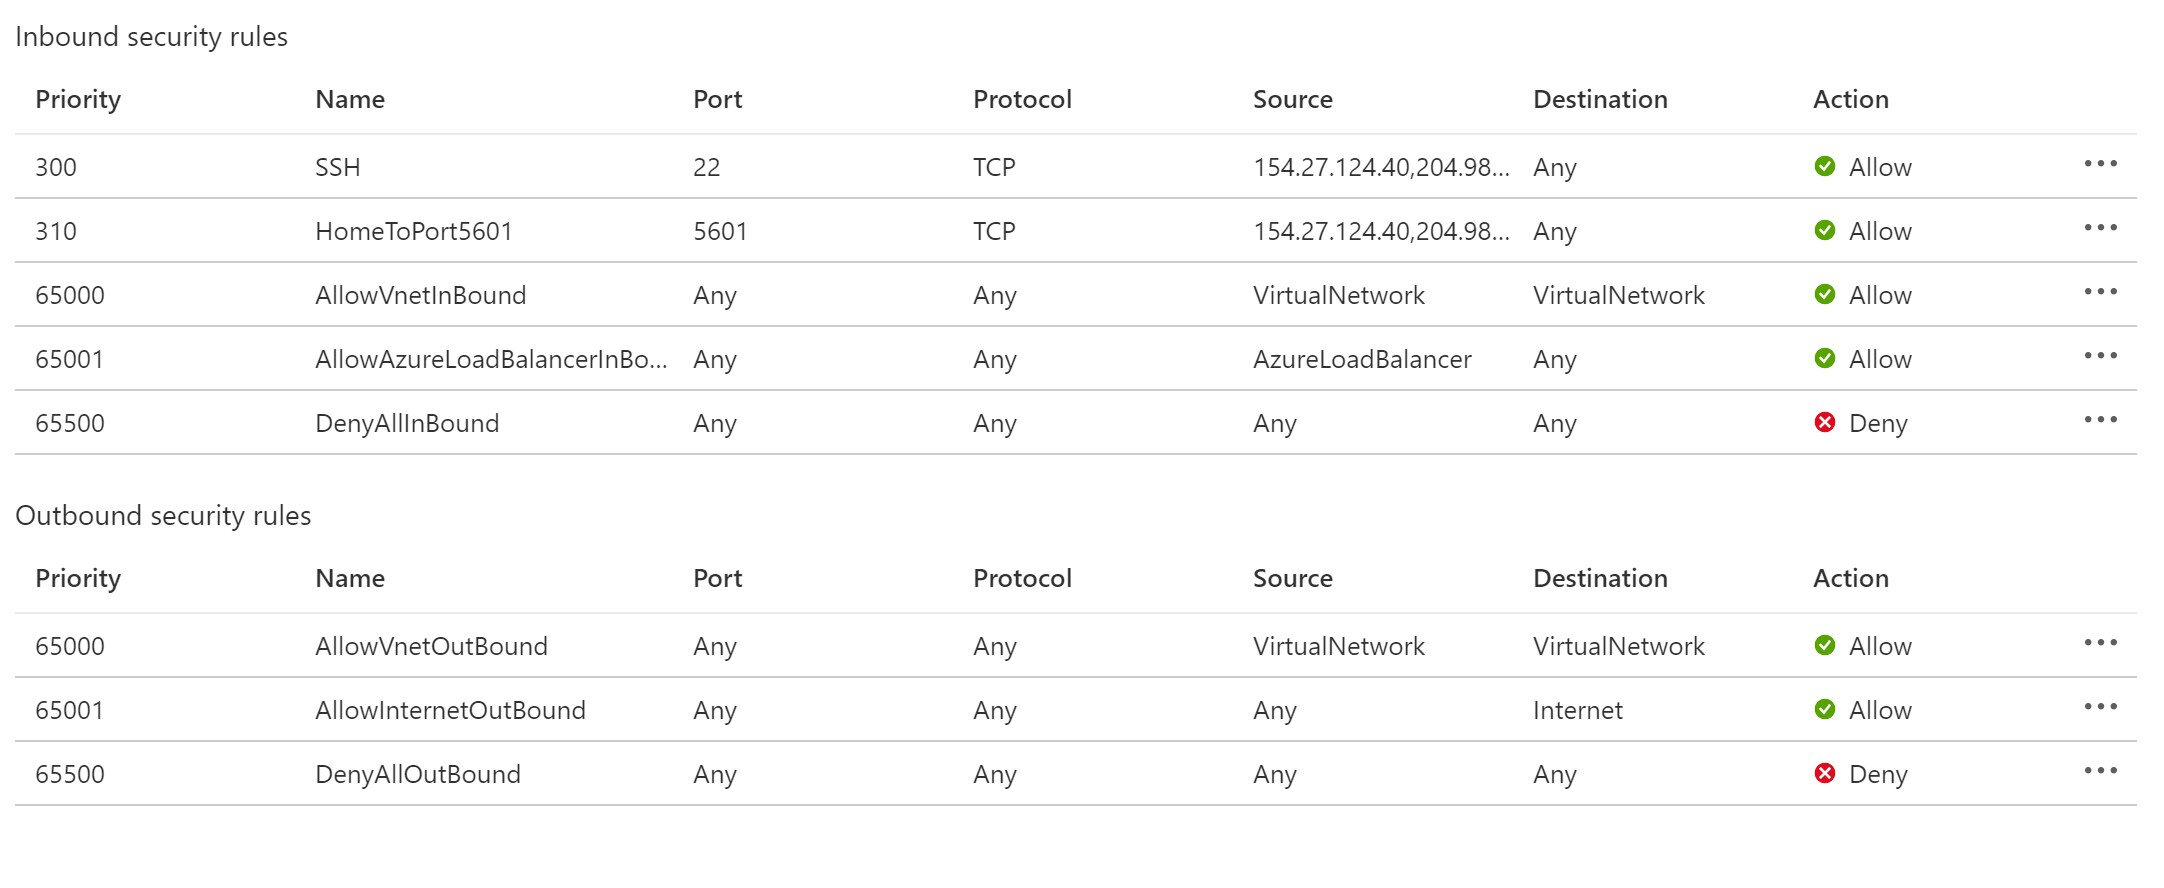 Inbound security rules
Priority Name Port Protocol Source Destination Action
300 SSH 22 TCP 154.27.124.40,204.98... Any Allow
310 HomeToPort5601 5601 TCP 154.27.124.40,204.98... Any Allow
65000 AllowVnetInBound Any Any VirtualNetwork VirtualNetwork Allow
65001 AllowAzureLoadBalancerInBo... Any Any AzureLoadBalancer Any Allow
65500 DenyAllInBound Any Any Any Any Deny
Outbound security rules
Priority Name Port Protocol Source Destination Action
65000 AllowVnetOutBound Any Any VirtualNetwork VirtualNetwork Allow
65001 AllowInternetOutBound Any Any Any Internet Allow
65500 DenyAllOutBound Any Any Any Any Deny